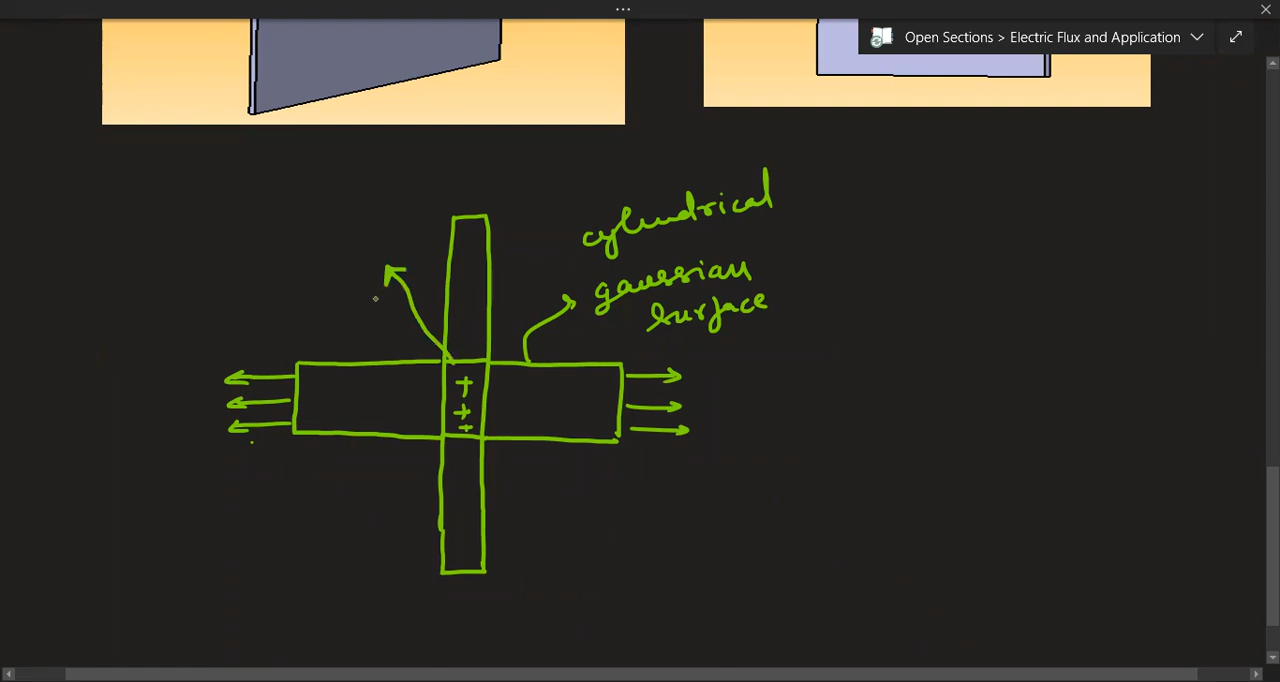 Open Sections > Electric Flux and Application
cylindrical
gaussian
surface
+
+
+